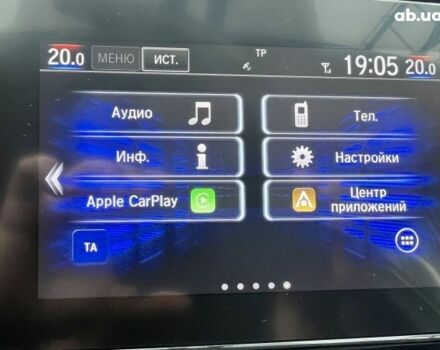 ab.ua
20.0 МЕНЮ ИСТ. TP 19:05 20.0
Аудио Тел.
Инф. Настройки
Apple CarPlay Центр приложений
TA